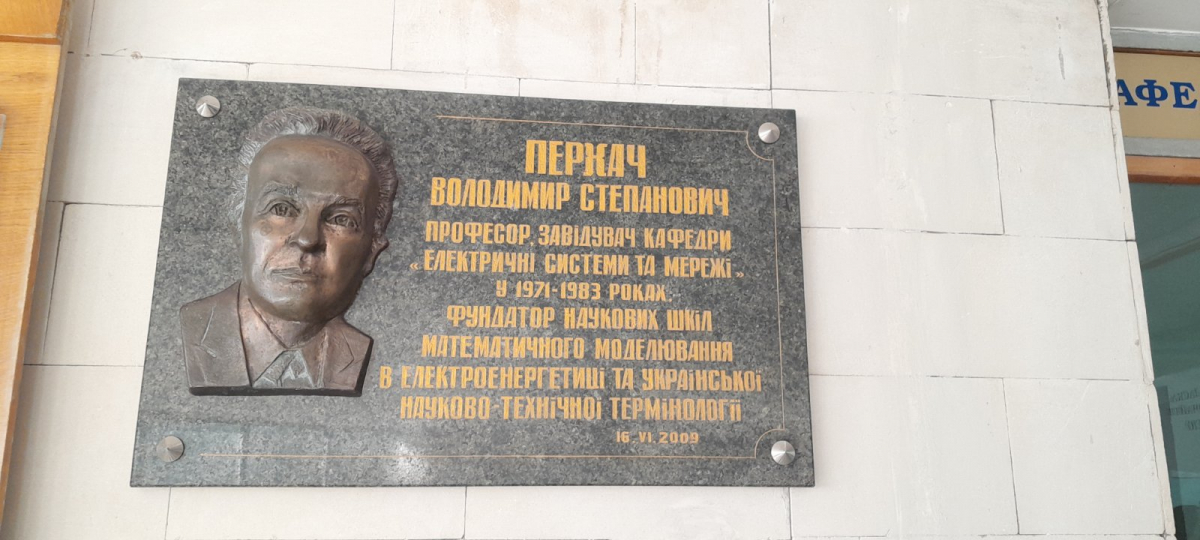 ПЕРХАЧ
ВОЛОДИМИР СТЕПАНОВИЧ
ПРОФЕСОР, ЗАВІДУВАЧ КАФЕДРИ
«ЕЛЕКТРИЧНІ СИСТЕМИ ТА МЕРЕЖІ»
У 1971-1983 РОКАХ,
ФУНДАТОР НАУКОВИХ ШКІЛ
МАТЕМАТИЧНОГО МОДЕЛЮВАННЯ
В ЕЛЕКТРОЕНЕРГЕТИЦІ ТА УКРАЇНСЬКОЇ
НАУКОВО-ТЕХНІЧНОЇ ТЕРМІНОЛОГІЇ
16.VI.2009
АФЕ